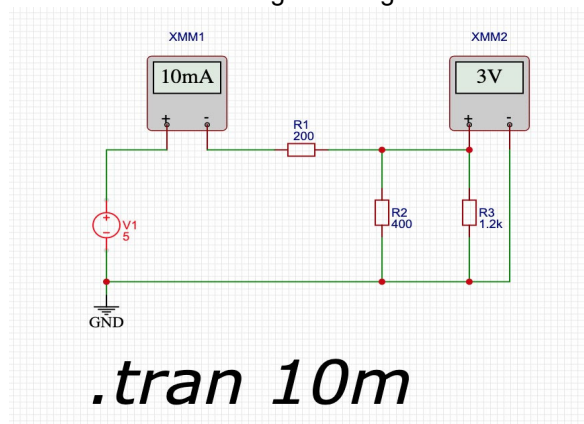 XMM1
XMM2
10mA
3V
+ -
+ -
R1
200
R2
400
R3
1.2k
+
-
V1
5
GND
.tran 10m